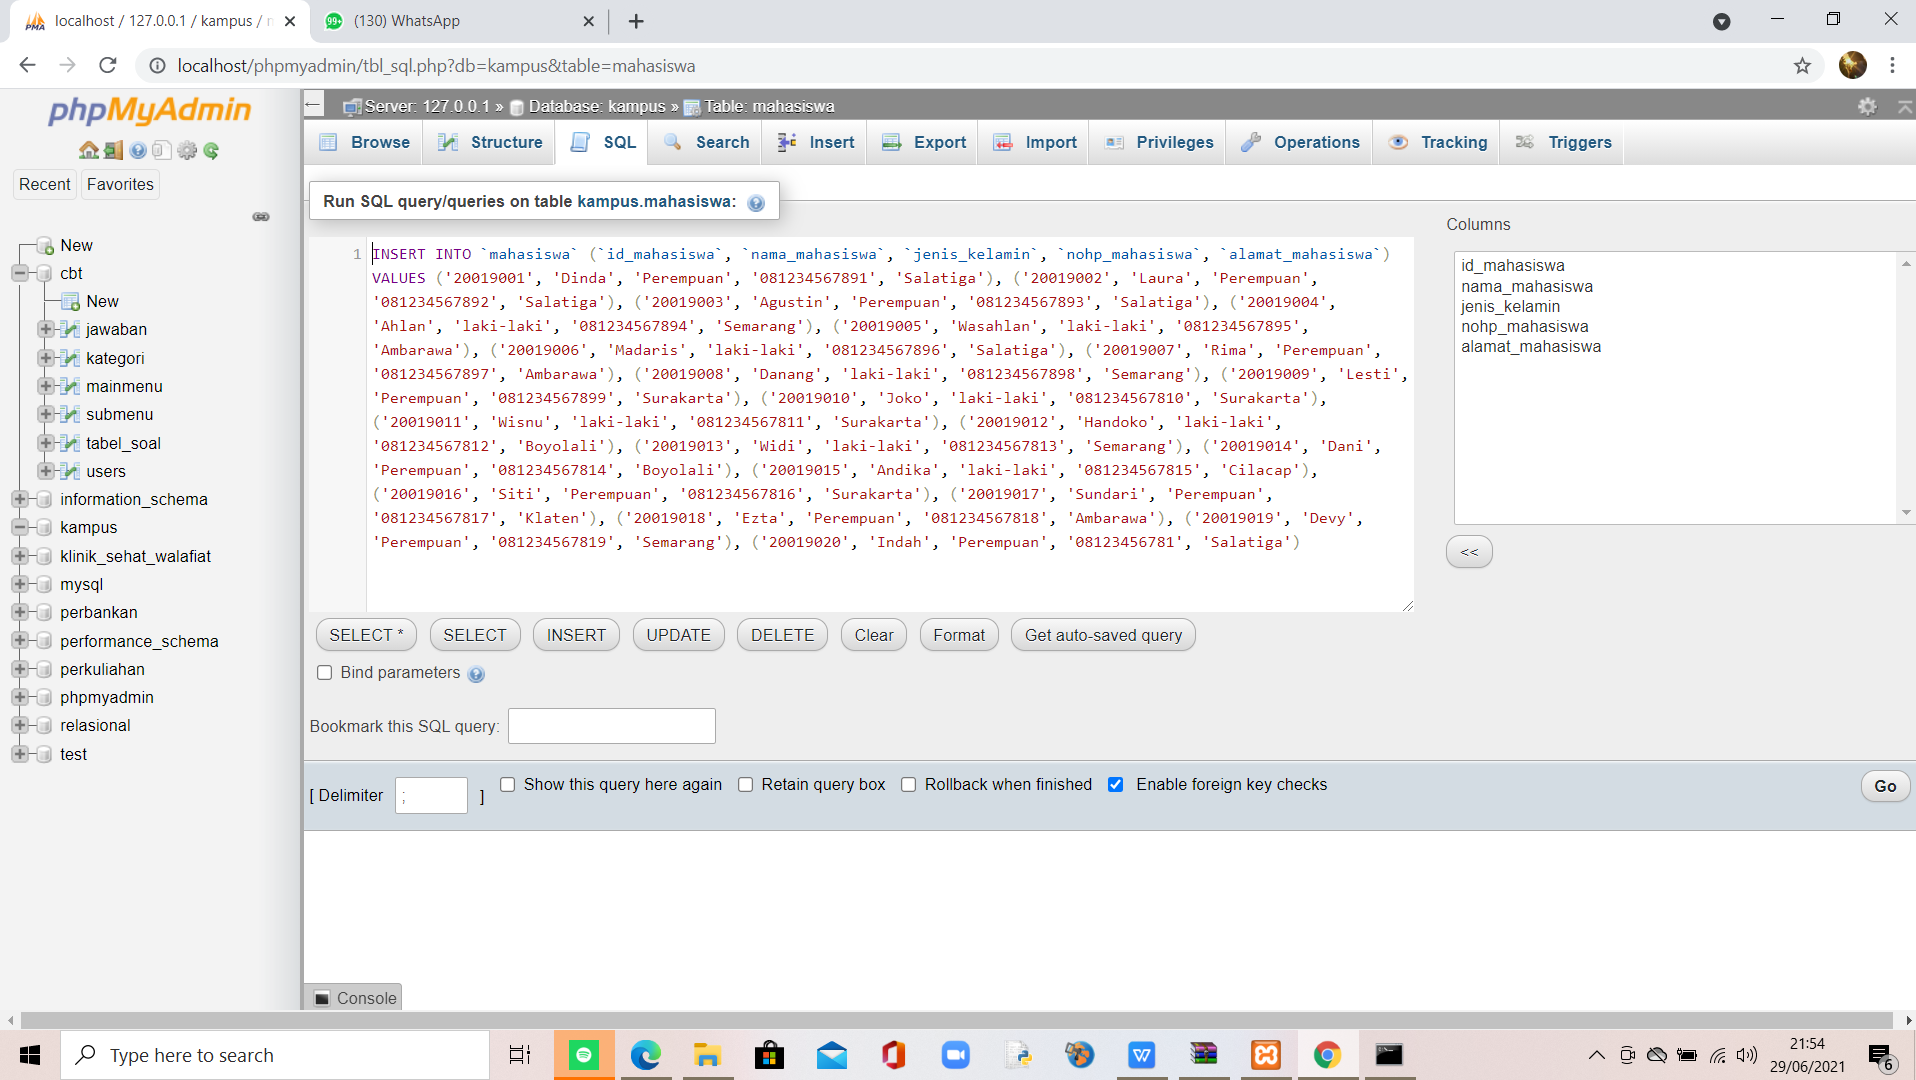 localhost / 127.0.0.1 / kampus / m
(130) WhatsApp
localhost/phpmyadmin/tbl_sql.php?db=kampus&table=mahasiswa
phpMyAdmin
Recent
Favorites
New
cbt
New
jawaban
kategori
mainmenu
submenu
tabel_soal
users
information_schema
kampus
klinik_sehat_walafiat
mysql
perbankan
performance_schema
perkuliahan
phpmyadmin
relasional
test
Server: 127.0.0.1 » Database: kampus » Table: mahasiswa
Browse Structure SQL Search Insert Export Import Privileges Operations Tracking Triggers
Run SQL query/queries on table kampus.mahasiswa:
1
INSERT INTO `mahasiswa` (`id_mahasiswa`, `nama_mahasiswa`, `jenis_kelamin`, `nohp_mahasiswa`, `alamat_mahasiswa`)
VALUES ('20019001', 'Dinda', 'Perempuan', '081234567891', 'Salatiga'), ('20019002', 'Laura', 'Perempuan',
'081234567892', 'Salatiga'), ('20019003', 'Agustin', 'Perempuan', '081234567893', 'Salatiga'), ('20019004',
'Ahlan', 'laki-laki', '081234567894', 'Semarang'), ('20019005', 'Wasahlan', 'laki-laki', '081234567895',
'Ambarawa'), ('20019006', 'Madaris', 'laki-laki', '081234567896', 'Salatiga'), ('20019007', 'Rima', 'Perempuan',
'081234567897', 'Ambarawa'), ('20019008', 'Danang', 'laki-laki', '081234567898', 'Semarang'), ('20019009', 'Lesti',
'Perempuan', '081234567899', 'Surakarta'), ('20019010', 'Joko', 'laki-laki', '081234567810', 'Surakarta'),
('20019011', 'Wisnu', 'laki-laki', '081234567811', 'Surakarta'), ('20019012', 'Handoko', 'laki-laki',
'081234567812', 'Boyolali'), ('20019013', 'Widi', 'laki-laki', '081234567813', 'Semarang'), ('20019014', 'Dani',
'Perempuan', '081234567814', 'Boyolali'), ('20019015', 'Andika', 'laki-laki', '081234567815', 'Cilacap'),
('20019016', 'Siti', 'Perempuan', '081234567816', 'Surakarta'), ('20019017', 'Sundari', 'Perempuan',
'081234567817', 'Klaten'), ('20019018', 'Ezta', 'Perempuan', '081234567818', 'Ambarawa'), ('20019019', 'Devy',
'Perempuan', '081234567819', 'Semarang'), ('20019020', 'Indah', 'Perempuan', '08123456781', 'Salatiga')
Columns
id_mahasiswa
nama_mahasiswa
jenis_kelamin
nohp_mahasiswa
alamat_mahasiswa
<<
SELECT * SELECT INSERT UPDATE DELETE Clear Format Get auto-saved query
Bind parameters
Bookmark this SQL query:
[ Delimiter ; ] Show this query here again Retain query box Rollback when finished Enable foreign key checks
Go
Console
Type here to search
21:54
29/06/2021
6